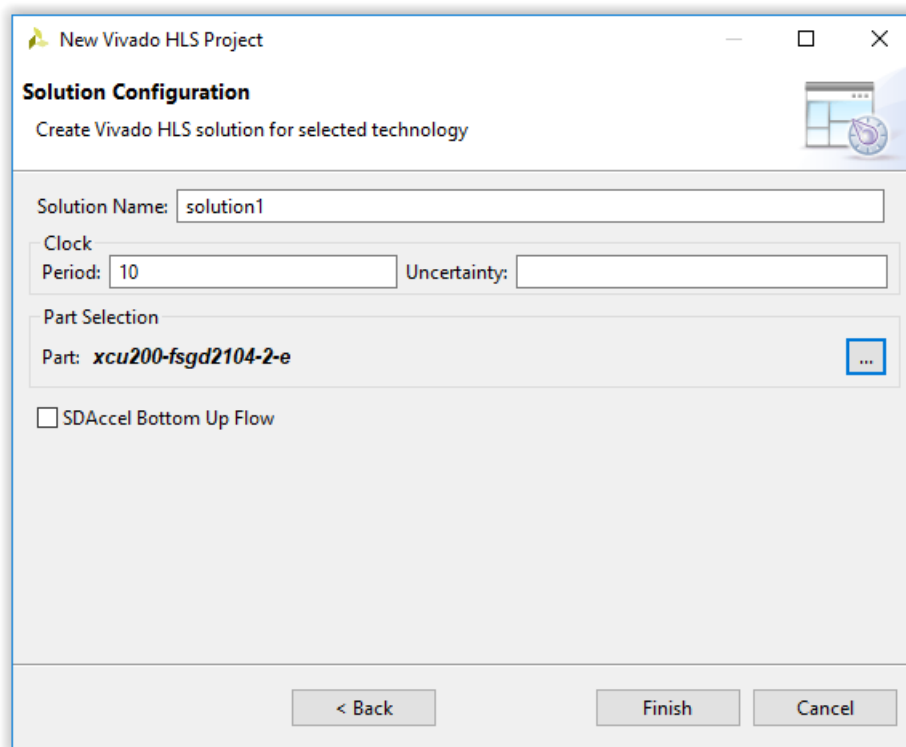 New Vivado HLS Project
Solution Configuration
Create Vivado HLS solution for selected technology
Solution Name: solution1
Clock
Period: 10 Uncertainty:
Part Selection
Part: xcu200-fsgd2104-2-e ...
SDAccel Bottom Up Flow
< Back Finish Cancel